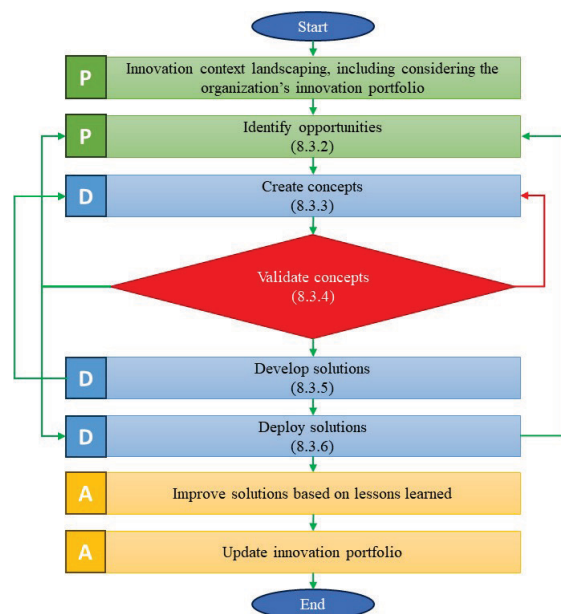 Start
P
Innovation context landscaping, including considering the
organization's innovation portfolio
P
Identify opportunities
(8.3.2)
D
Create concepts
(8.3.3)
Validate concepts
(8.3.4)
D
Develop solutions
(8.3.5)
D
Deploy solutions
(8.3.6)
A
Improve solutions based on lessons learned
A
Update innovation portfolio
End